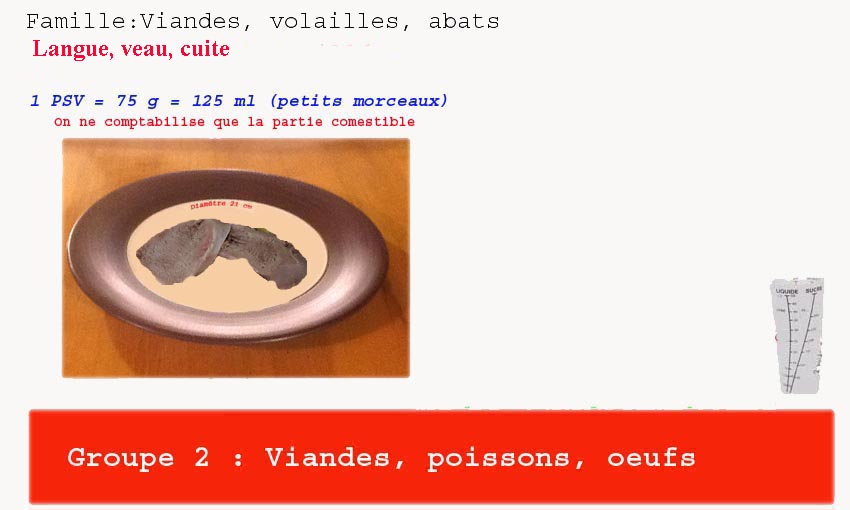 Famille:Viandes, volailles, abats
Langue, veau, cuite
1 PSV = 75 g = 125 ml (petits morceaux)
On ne comptabilise que la partie comestible
Diamètre 21 cm
LIQUIDE SUCRE
Groupe 2 : Viandes, poissons, oeufs